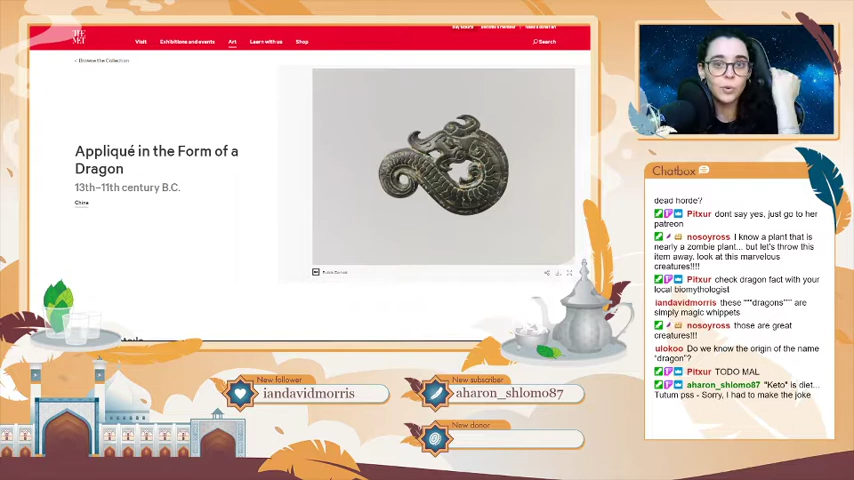 THE
MET
Visit
Exhibitions and events
Art
Learn with us
Shop
Search
Browse the Collection
Appliqué in the Form of a
Dragon
13th–11th century B.C.
China
Public Domain
Chatbox
dead horde?
Pitxur dont say yes, just go to her
patreon
nosoyross I know a plant that is
nearly a zombie plant... but let's throw this
item away, look at this marvelous
creatures!!!!
Pitxur check dragon fact with your
local biomythologist
iandavidmorris these """dragons""" are
simply magic whippets
nosoyross those are great
creatures!!!
ulokoo Do we know the origin of the name
"dragon"?
Pitxur TODO MAL
aharon_shlomo87 "Keto" is diet...
Tutum pss - Sorry, I had to make the joke
New follower
iandavidmorris
New subscriber
aharon_shlomo87
New donor